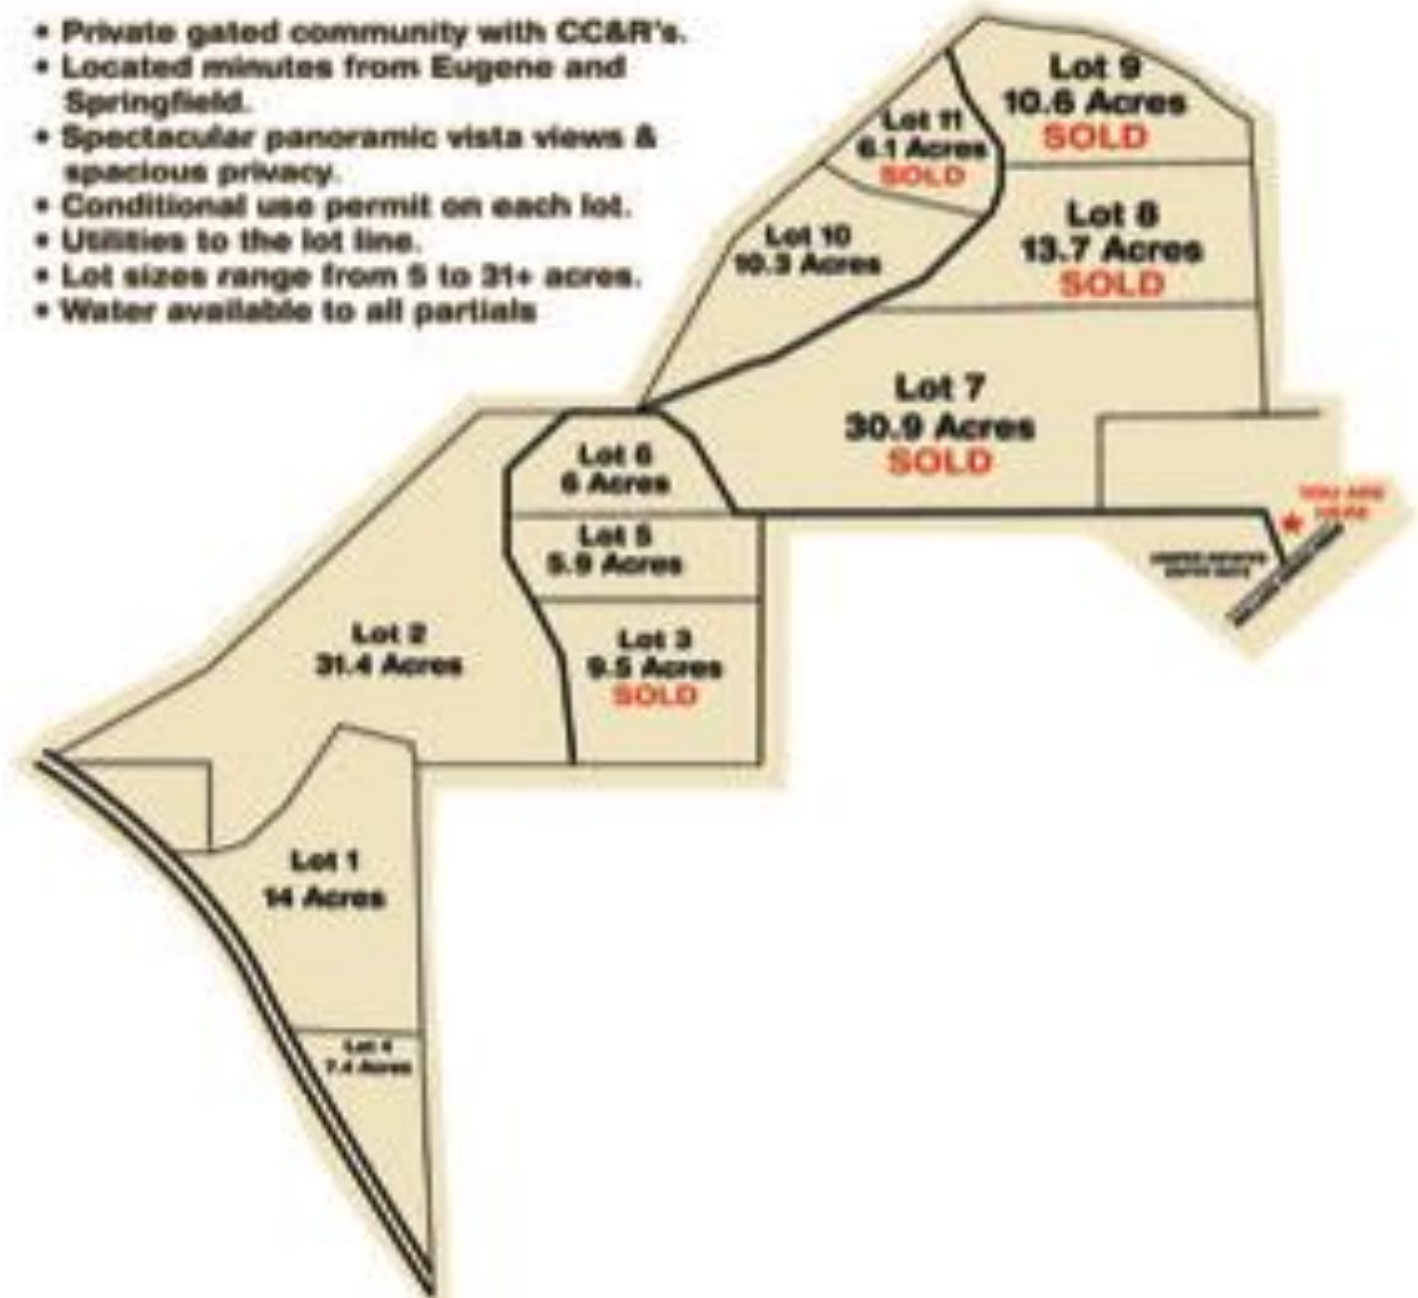 • Private gated community with CC&R's.
• Located minutes from Eugene and
Springfield.
• Spectacular panoramic vista views &
spacious privacy.
• Conditional use permit on each lot.
• Utilities to the lot line.
• Lot sizes range from 5 to 31+ acres.
• Water available to all partials
Lot 9
10.6 Acres
SOLD
Lot 11
6.1 Acres
SOLD
Lot 8
13.7 Acres
SOLD
Lot 10
10.3 Acres
Lot 7
30.9 Acres
SOLD
Lot 6
6 Acres
YOU ARE
HERE
Lot 5
5.9 Acres
Lot 2
31.4 Acres
Lot 3
9.5 Acres
SOLD
Lot 1
14 Acres
Lot 4
7.4 Acres